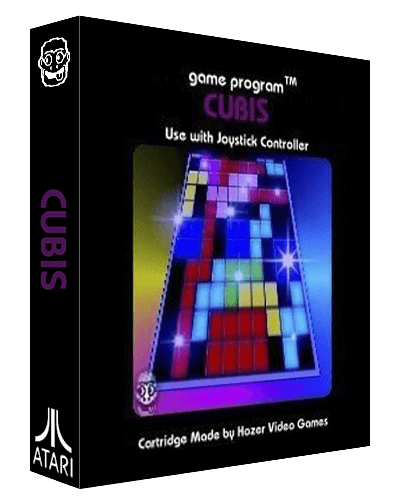 game program™
CUBIS
Use with Joystick Controller
Cartridge Made by Hozer Video Games
CUBIS
ATARI